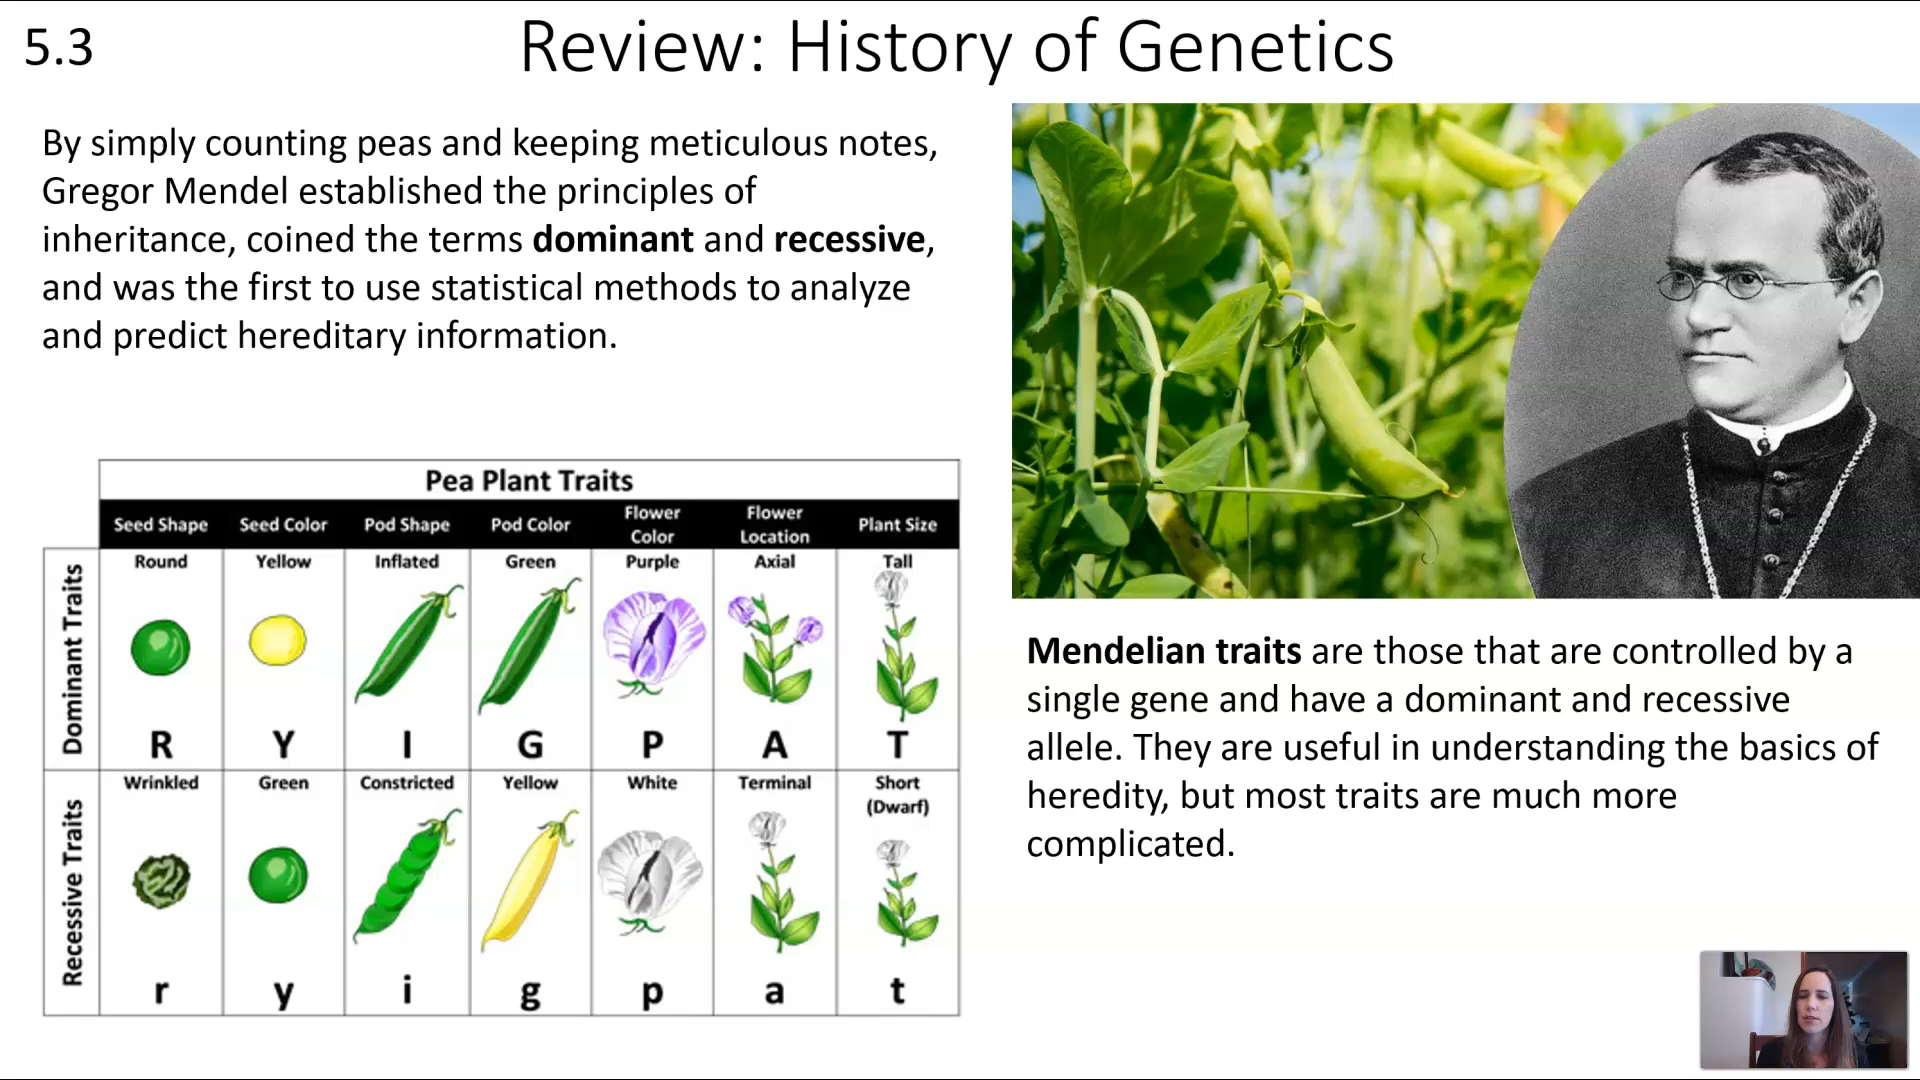 5.3
Review: History of Genetics
By simply counting peas and keeping meticulous notes,
Gregor Mendel established the principles of
inheritance, coined the terms dominant and recessive,
and was the first to use statistical methods to analyze
and predict hereditary information.
Pea Plant Traits
Seed Shape Seed Color Pod Shape Pod Color Flower Color Flower Location Plant Size
Dominant Traits
Round Yellow Inflated Green Purple Axial Tall
R Y I G P A T
Recessive Traits
Wrinkled Green Constricted Yellow White Terminal Short (Dwarf)
r y i g p a t
Mendelian traits are those that are controlled by a
single gene and have a dominant and recessive
allele. They are useful in understanding the basics of
heredity, but most traits are much more
complicated.